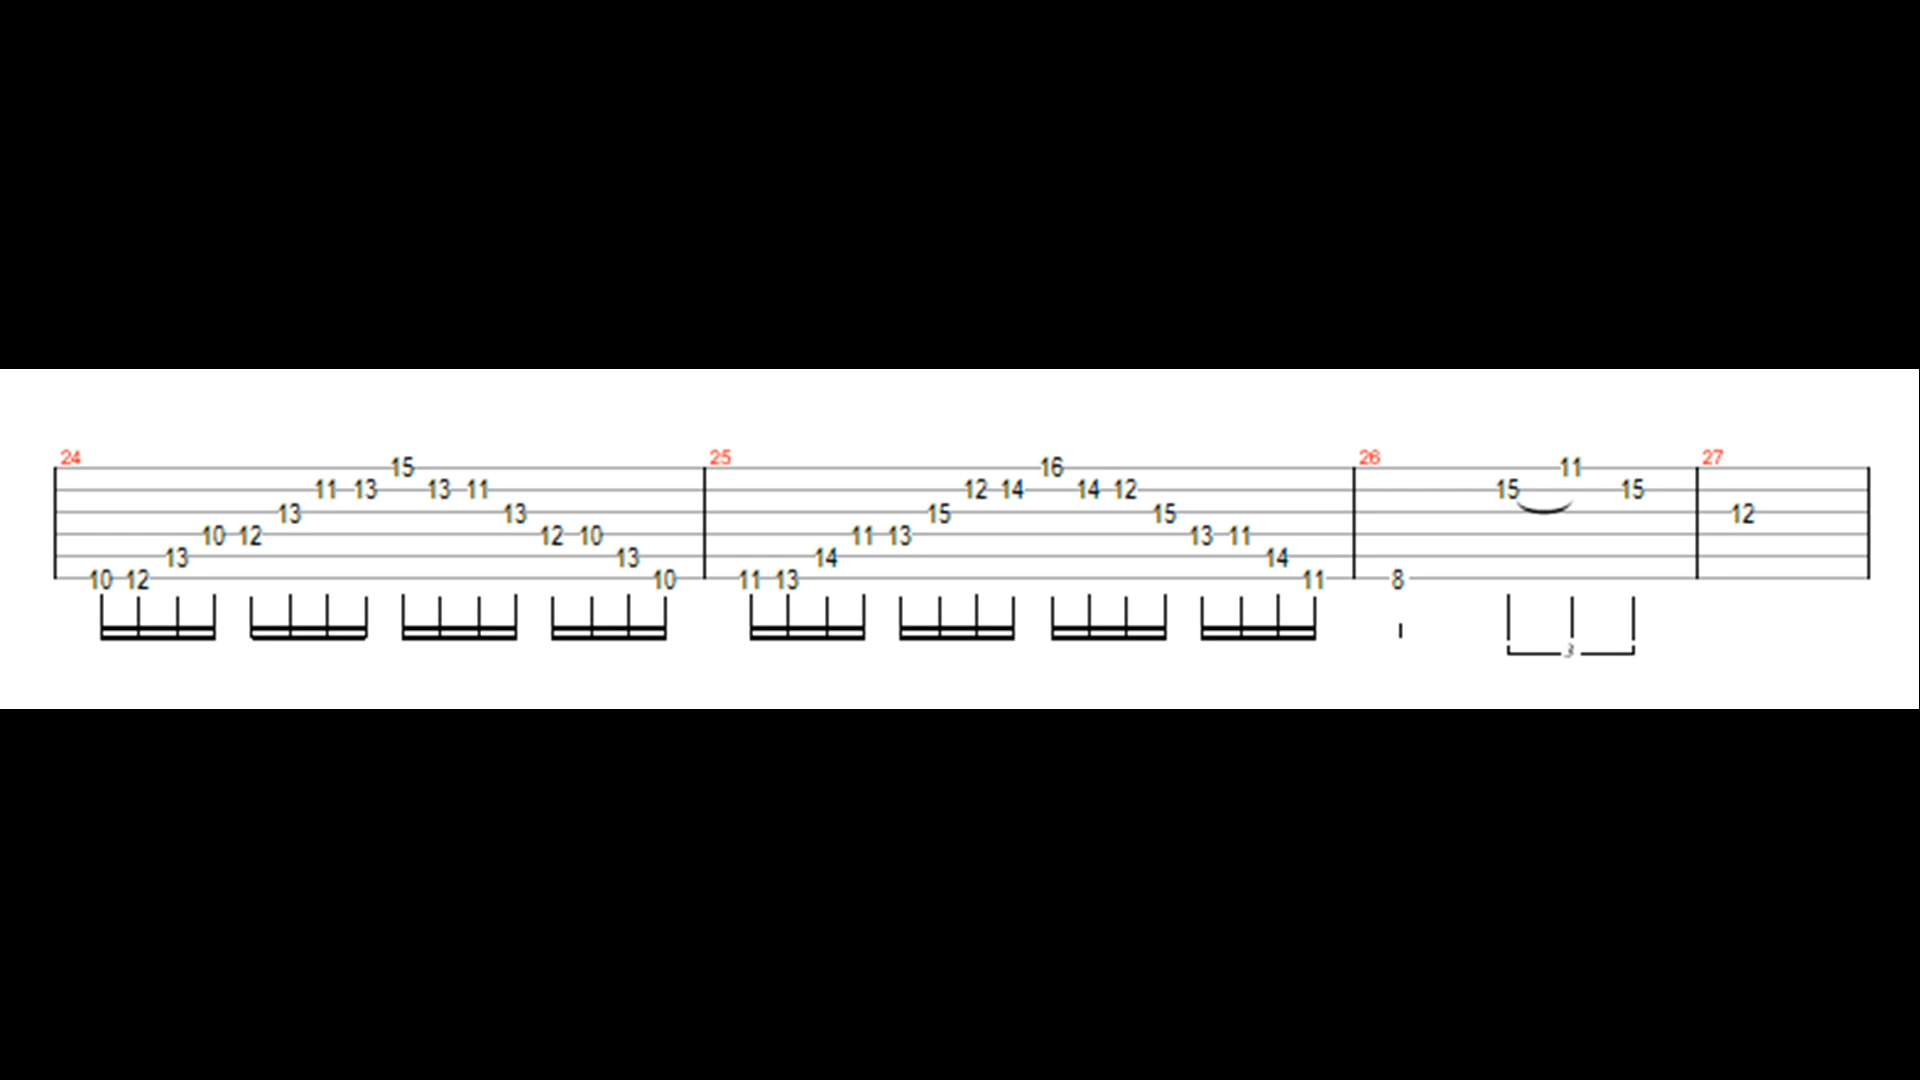 24 25 26 27
15 16 11
11 13 13 11 12 14 14 12 15 15
13 13 15 15 12
10 12 12 10 11 13 13 11
13 13 14 14
10 12 10 11 13 11 8
3